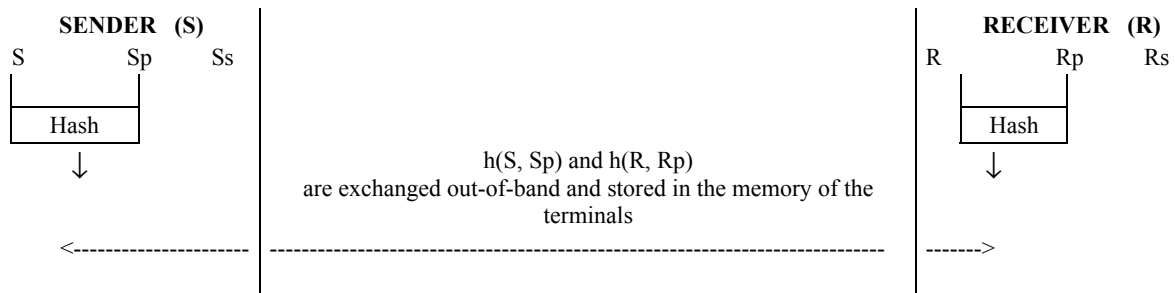 SENDER (S)
RECEIVER (R)
S Sp Ss
R Rp Rs
Hash
Hash
↓
↓
h(S, Sp) and h(R, Rp)
are exchanged out-of-band and stored in the memory of the
terminals
<---------------------- ----------------------------------------------------------------------------- ------->